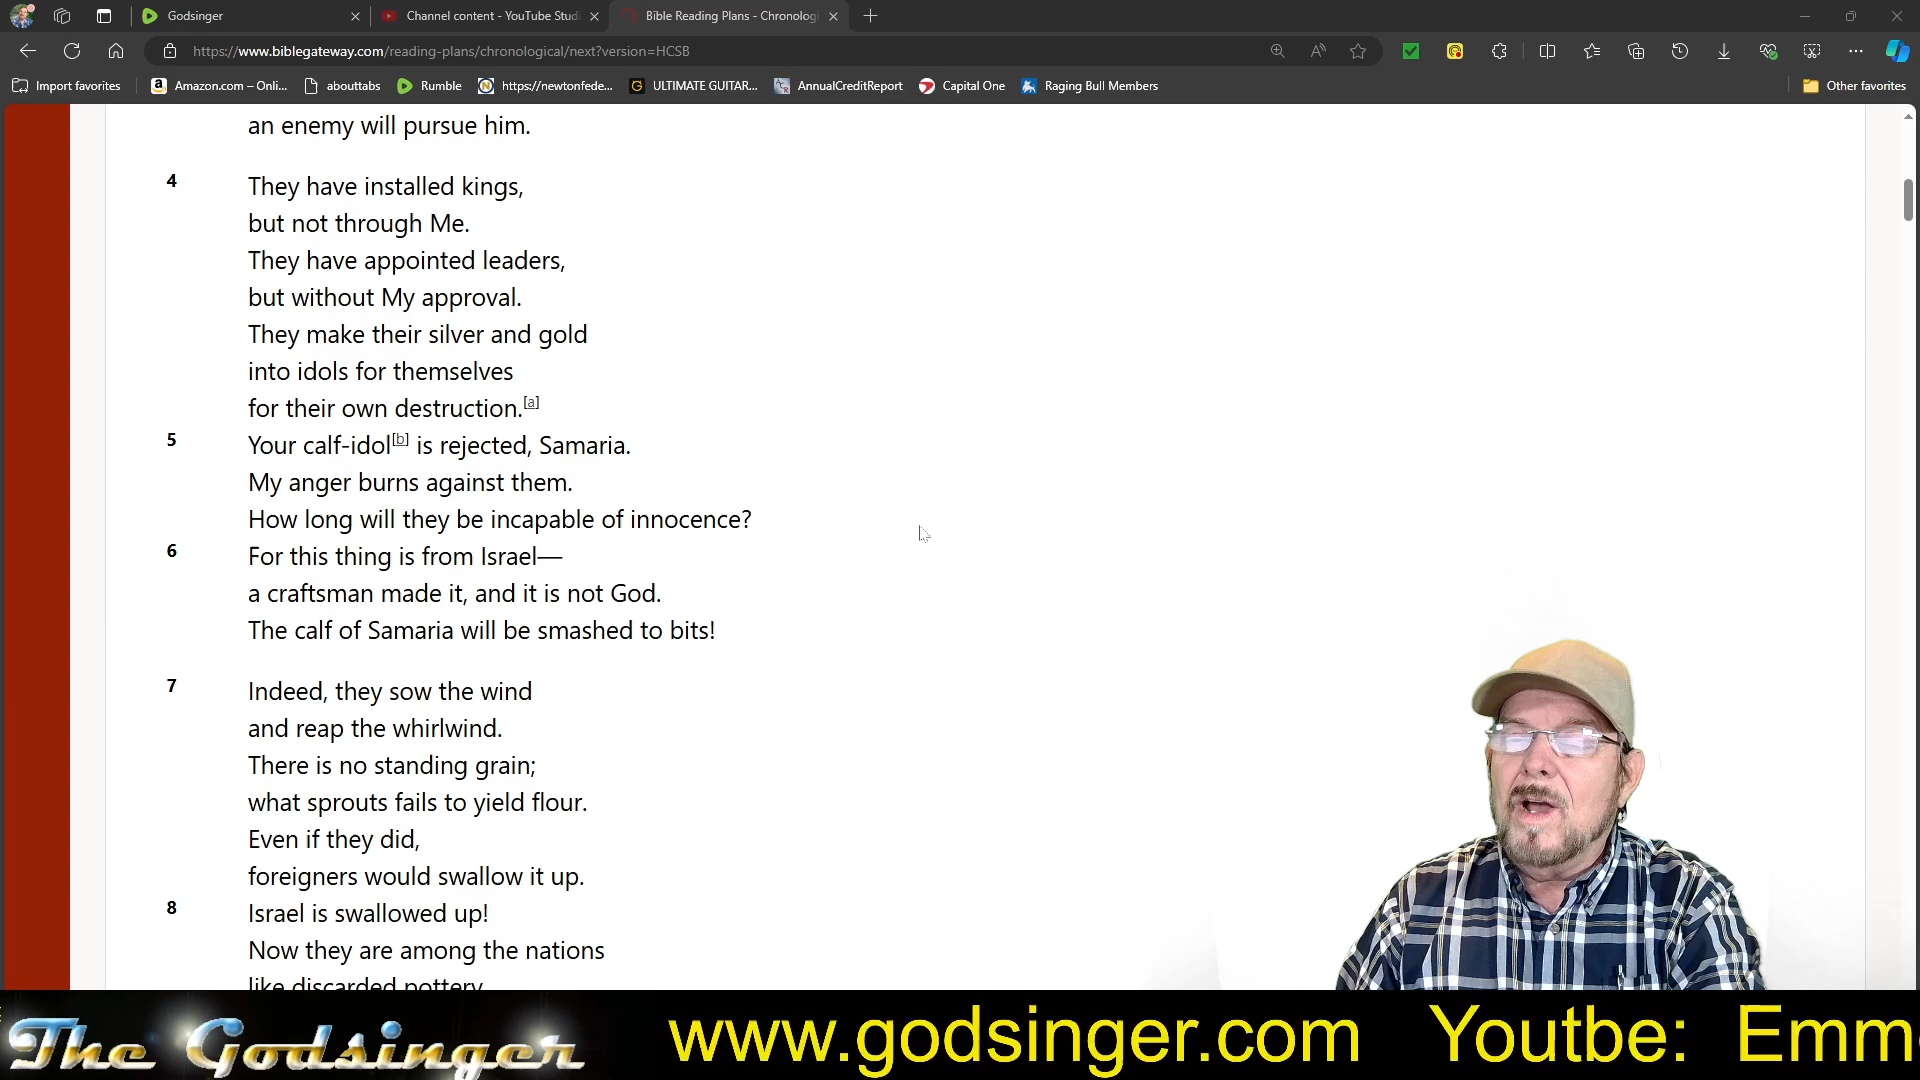 Godsinger
Channel content - YouTube Studi
Bible Reading Plans - Chronologi
https://www.biblegateway.com/reading-plans/chronological/next?version=HCSB
Import favorites
Amazon.com – Onli...
abouttabs
Rumble
https://newtonfede...
ULTIMATE GUITAR...
AnnualCreditReport
Capital One
Raging Bull Members
Other favorites
an enemy will pursue him.
4 They have installed kings,
but not through Me.
They have appointed leaders,
but without My approval.
They make their silver and gold
into idols for themselves
for their own destruction.[a]
5 Your calf-idol[b] is rejected, Samaria.
My anger burns against them.
How long will they be incapable of innocence?
6 For this thing is from Israel—
a craftsman made it, and it is not God.
The calf of Samaria will be smashed to bits!
7 Indeed, they sow the wind
and reap the whirlwind.
There is no standing grain;
what sprouts fails to yield flour.
Even if they did,
foreigners would swallow it up.
8 Israel is swallowed up!
Now they are among the nations
like discarded pottery.
The Godsinger
www.godsinger.com Youtbe: Emm